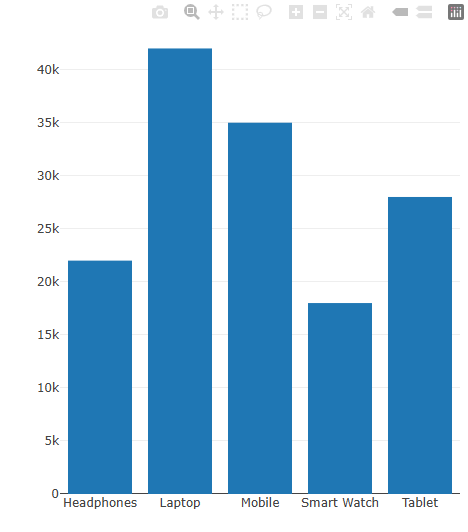 40k
35k
30k
25k
20k
15k
10k
5k
0
Headphones Laptop Mobile Smart Watch Tablet